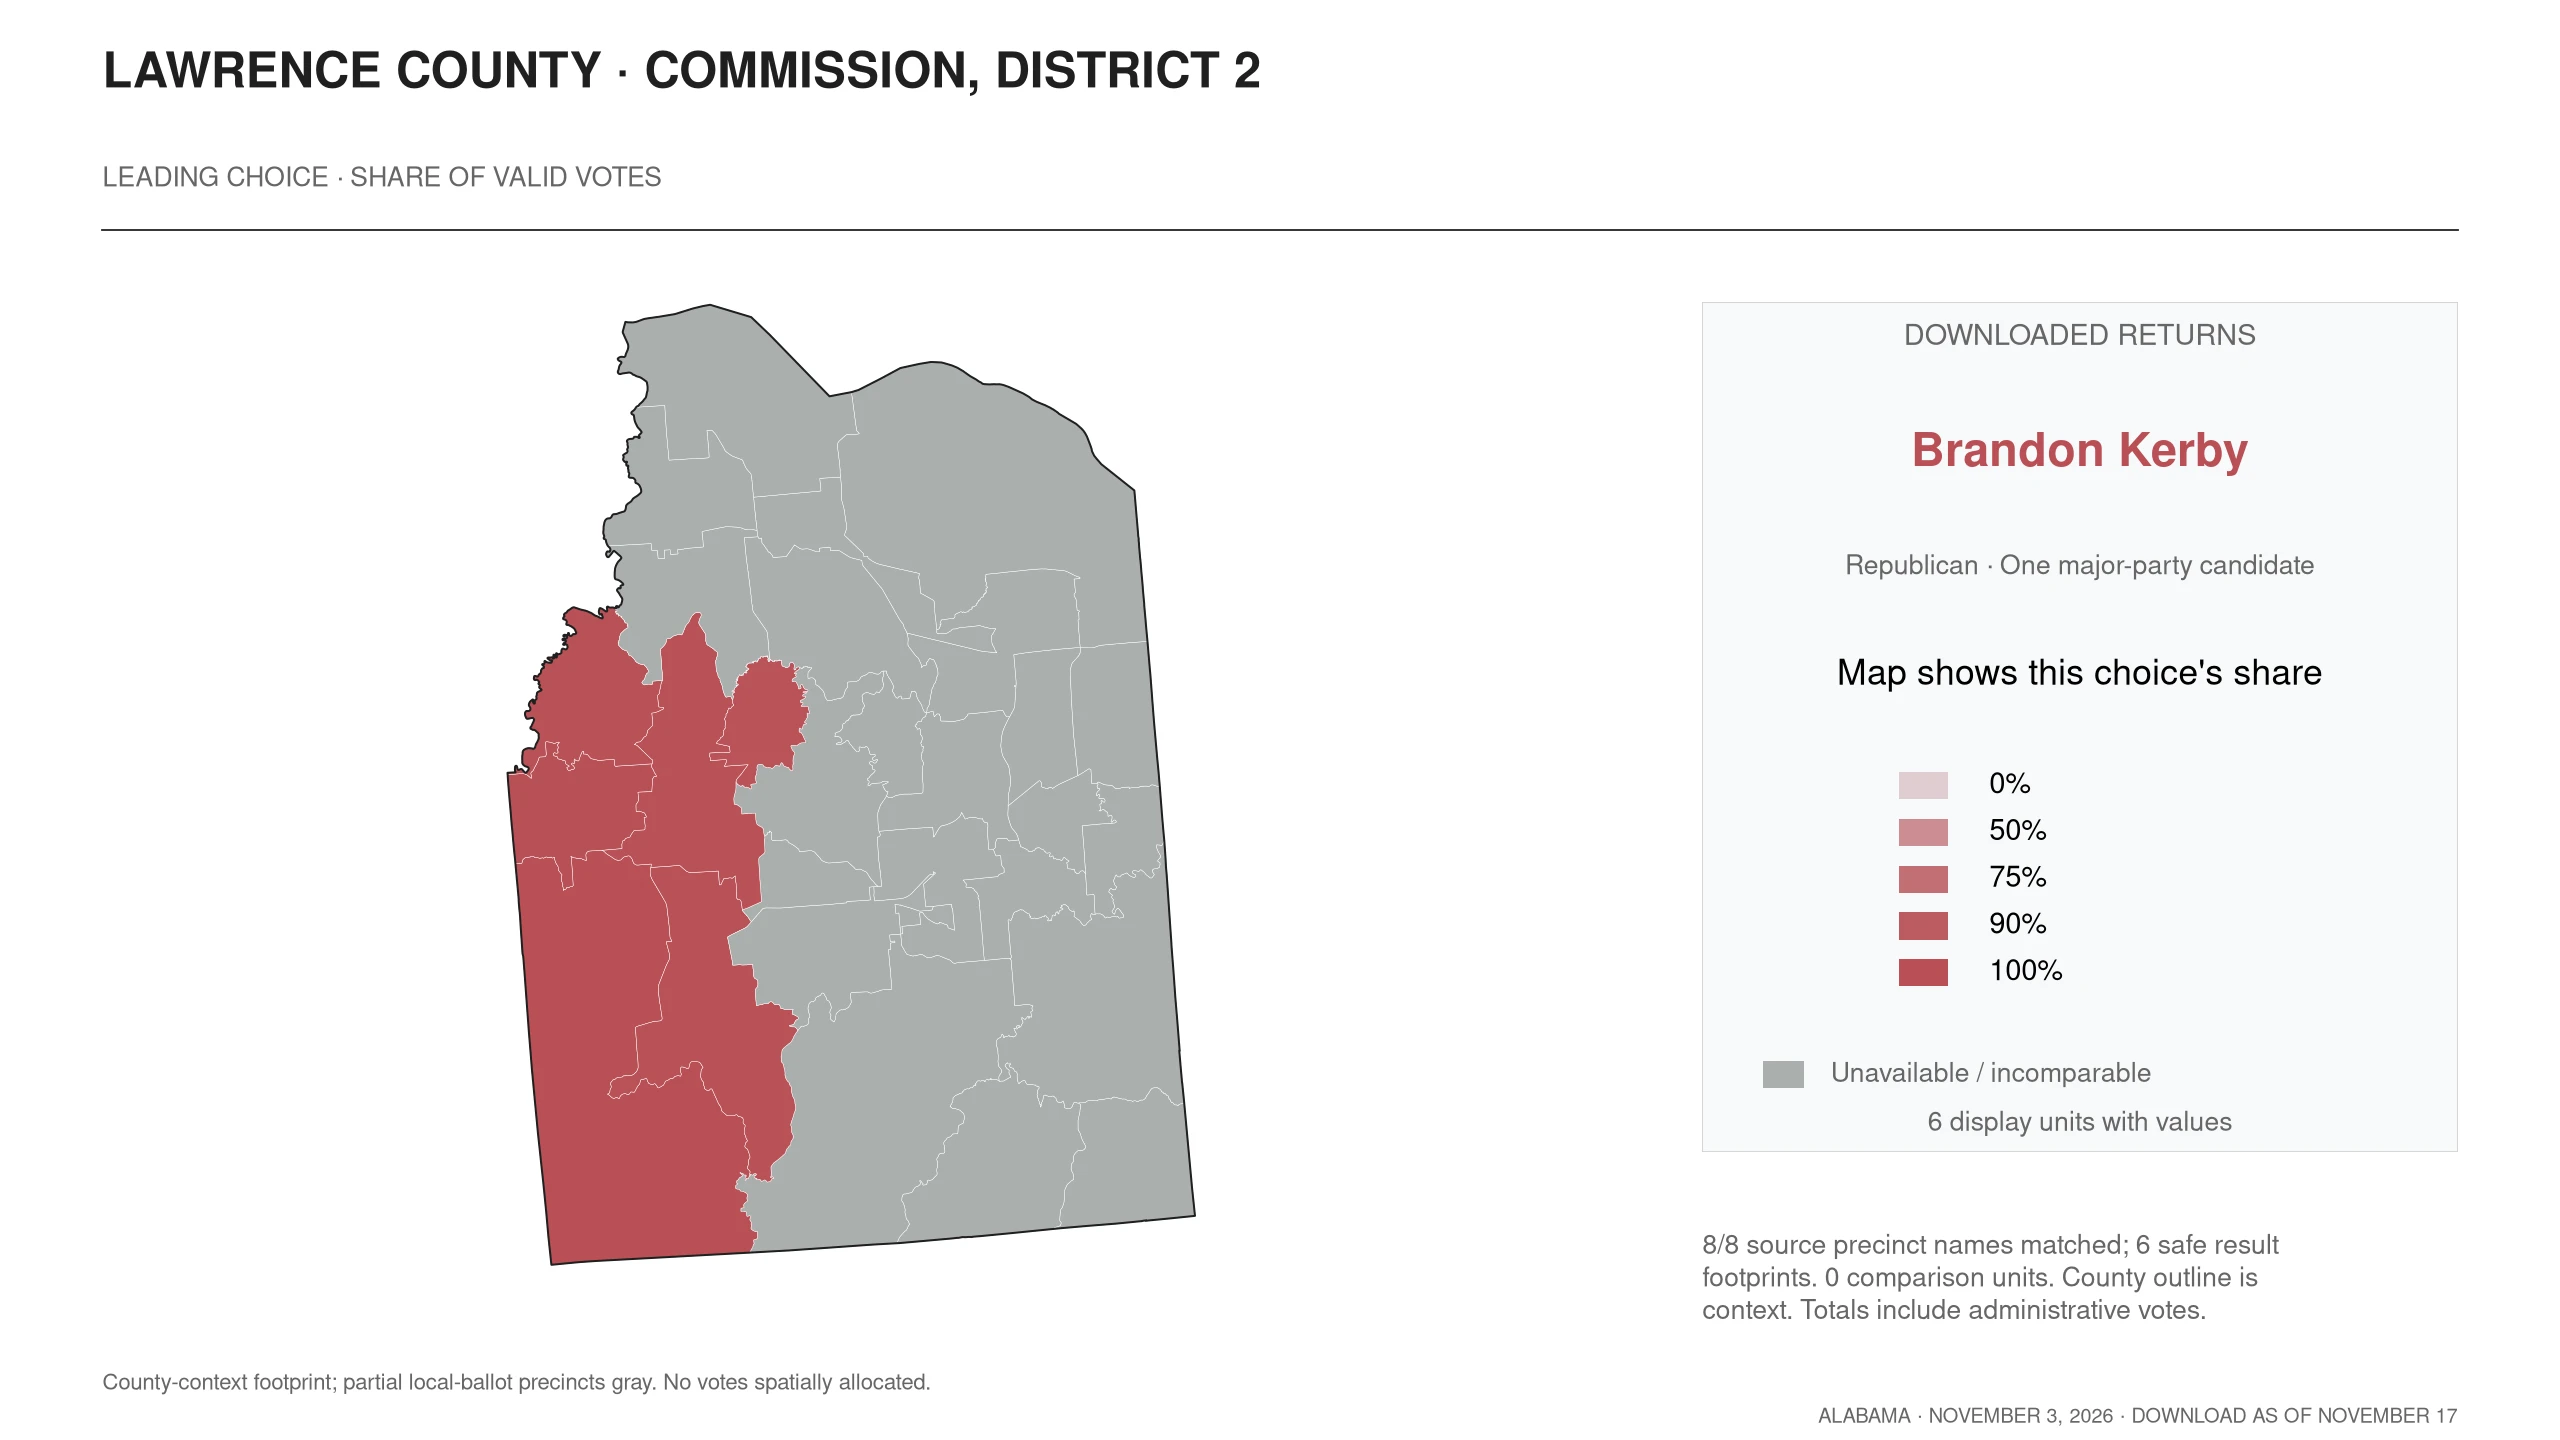 LAWRENCE COUNTY · COMMISSION, DISTRICT 2
LEADING CHOICE · SHARE OF VALID VOTES
DOWNLOADED RETURNS
Brandon Kerby
Republican · One major-party candidate
Map shows this choice's share
0%
50%
75%
90%
100%
Unavailable / incomparable
6 display units with values
8/8 source precinct names matched; 6 safe result
footprints. 0 comparison units. County outline is
context. Totals include administrative votes.
County-context footprint; partial local-ballot precincts gray. No votes spatially allocated.
ALABAMA · NOVEMBER 3, 2026 · DOWNLOAD AS OF NOVEMBER 17